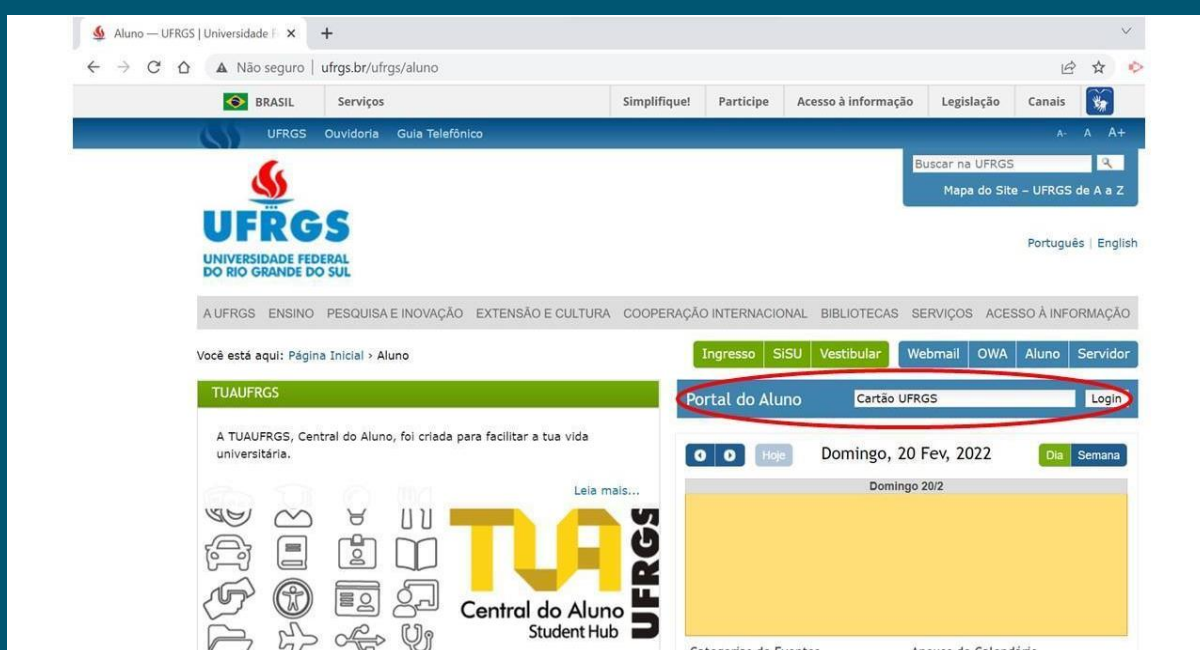 Aluno — UFRGS | Universidade F
Não seguro | ufrgs.br/ufrgs/aluno
BRASIL Serviços Simplifique! Participe Acesso à informação Legislação Canais
UFRGS Ouvidoria Guia Telefônico A- A A+
Buscar na UFRGS
Mapa do Site – UFRGS de A a Z
UFRGS
UNIVERSIDADE FEDERAL
DO RIO GRANDE DO SUL
Português | English
A UFRGS ENSINO PESQUISA E INOVAÇÃO EXTENSÃO E CULTURA COOPERAÇÃO INTERNACIONAL BIBLIOTECAS SERVIÇOS ACESSO À INFORMAÇÃO
Você está aqui: Página Inicial › Aluno
Ingresso SiSU Vestibular Webmail OWA Aluno Servidor
TUAUFRGS
Portal do Aluno Cartão UFRGS Login
A TUAUFRGS, Central do Aluno, foi criada para facilitar a tua vida
universitária.
Leia mais...
Hoje Domingo, 20 Fev, 2022 Dia Semana
Domingo 20/2
TUA UFRGS
Central do Aluno
Student Hub
Categorias de Eventos